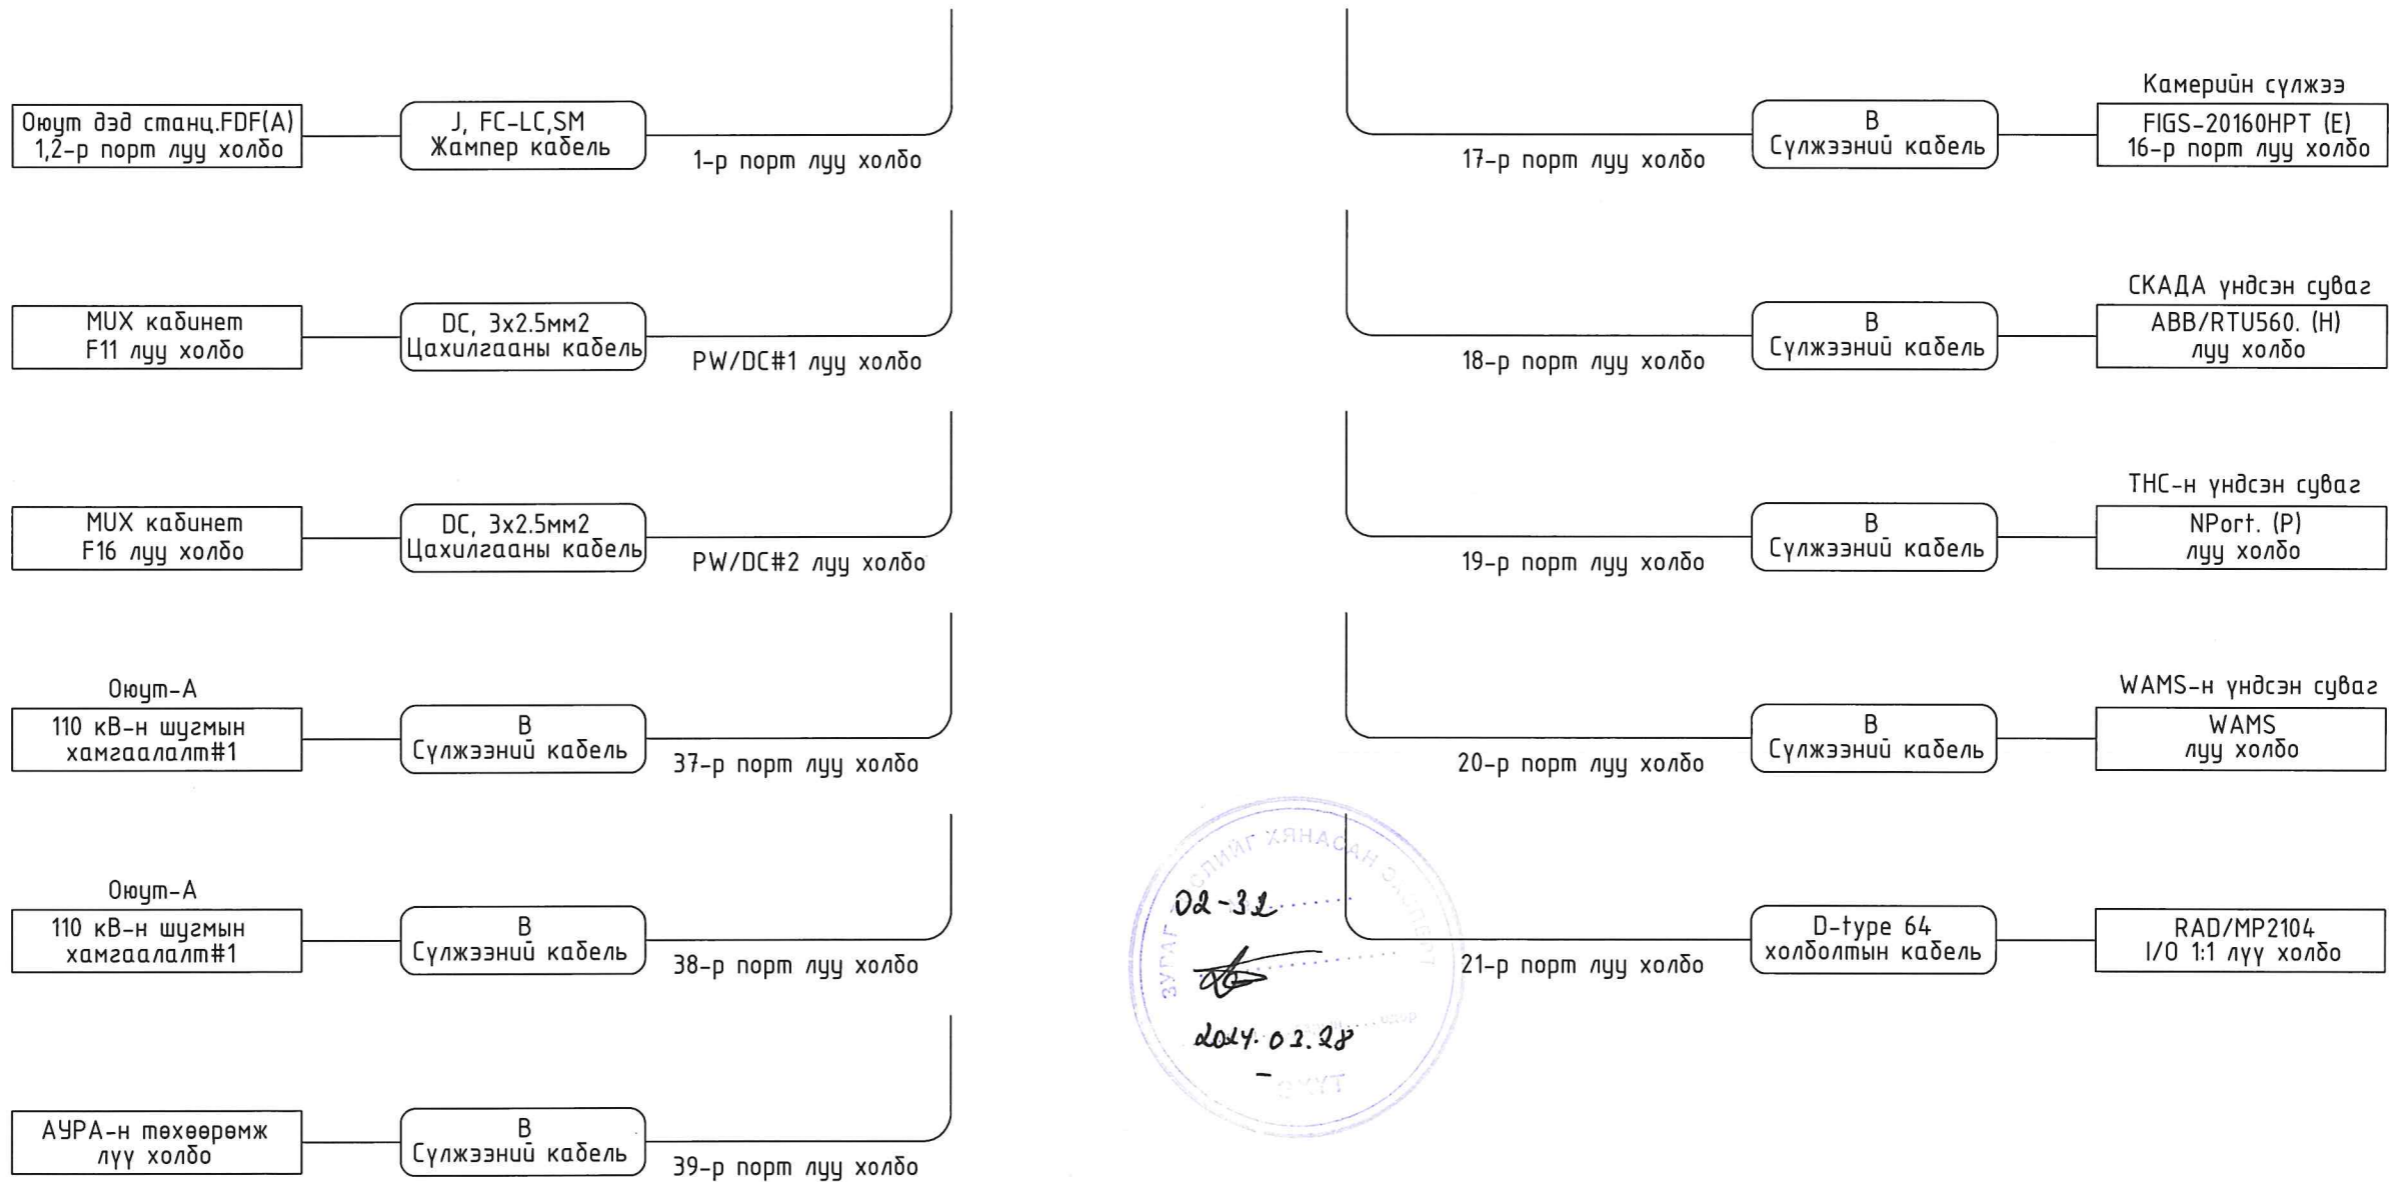 Оюут дэд станц.FDF(A)
1,2-р порт луу холбо
J, FC-LC,SM
Жампер кабель
1-р порт луу холбо
MUX кабинет
F11 луу холбо
DC, 3x2.5мм2
Цахилгааны кабель
PW/DC#1 луу холбо
MUX кабинет
F16 луу холбо
DC, 3x2.5мм2
Цахилгааны кабель
PW/DC#2 луу холбо
Оюут-А
110 кВ-н шугмын
хамгаалалт#1
В
Сүлжээний кабель
37-р порт луу холбо
Оюут-А
110 кВ-н шугмын
хамгаалалт#1
В
Сүлжээний кабель
38-р порт луу холбо
АУРА-н төхөөрөмж
лүү холбо
В
Сүлжээний кабель
39-р порт луу холбо
17-р порт луу холбо
В
Сүлжээний кабель
Камерийн сүлжээ
FIGS-20160HPT (E)
16-р порт луу холбо
18-р порт луу холбо
В
Сүлжээний кабель
СКАДА үндсэн суваг
ABB/RTU560. (H)
луу холбо
19-р порт луу холбо
В
Сүлжээний кабель
ТНС-н үндсэн суваг
NPort. (P)
луу холбо
20-р порт луу холбо
В
Сүлжээний кабель
WAMS-н үндсэн суваг
WAMS
луу холбо
21-р порт луу холбо
D-type 64
холболтын кабель
RAD/MP2104
I/O 1:1 лүү холбо
ЗУРАГ ХЯНАСАН
02-32
2024.03.28